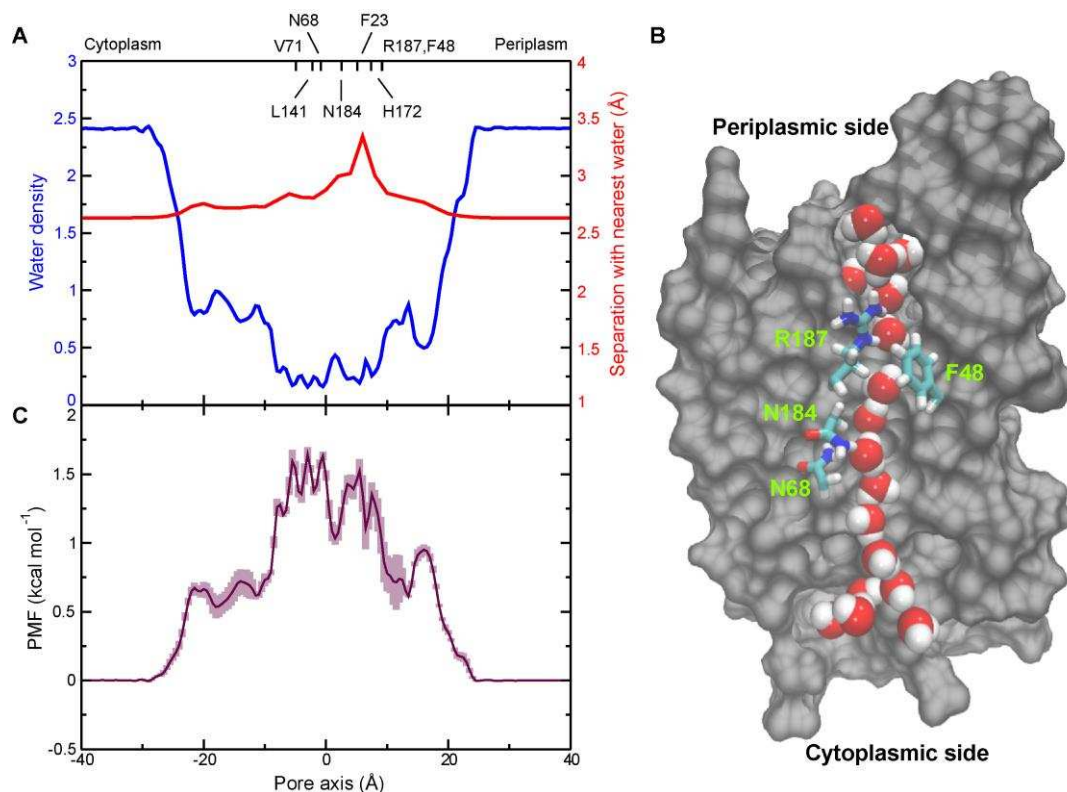 A
Cytoplasm
N68
F23
V71
R187,F48
Periplasm
L141
N184
H172
3
2.5
2
1.5
1
0.5
0
Water density
4
3.5
3
2.5
2
1.5
1
Separation with nearest water (Å)
C
2
1.5
1
0.5
0
-0.5
PMF (kcal mol⁻¹)
-40
-20
0
20
40
Pore axis (Å)
B
Periplasmic side
R187
F48
N184
N68
Cytoplasmic side